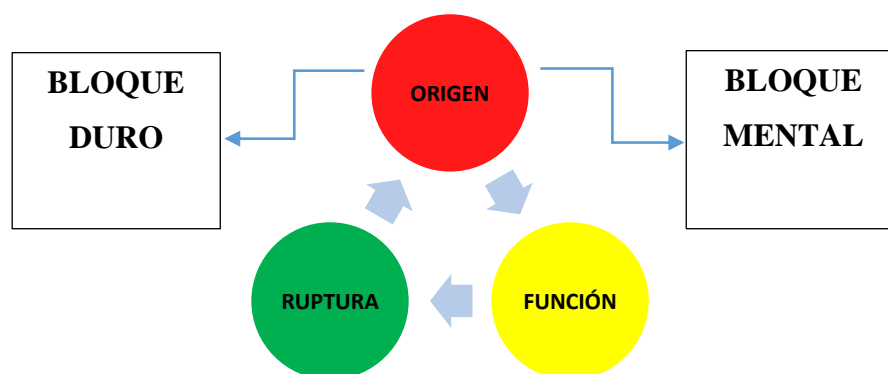 BLOQUE
DURO
ORIGEN
BLOQUE
MENTAL
RUPTURA
FUNCIÓN